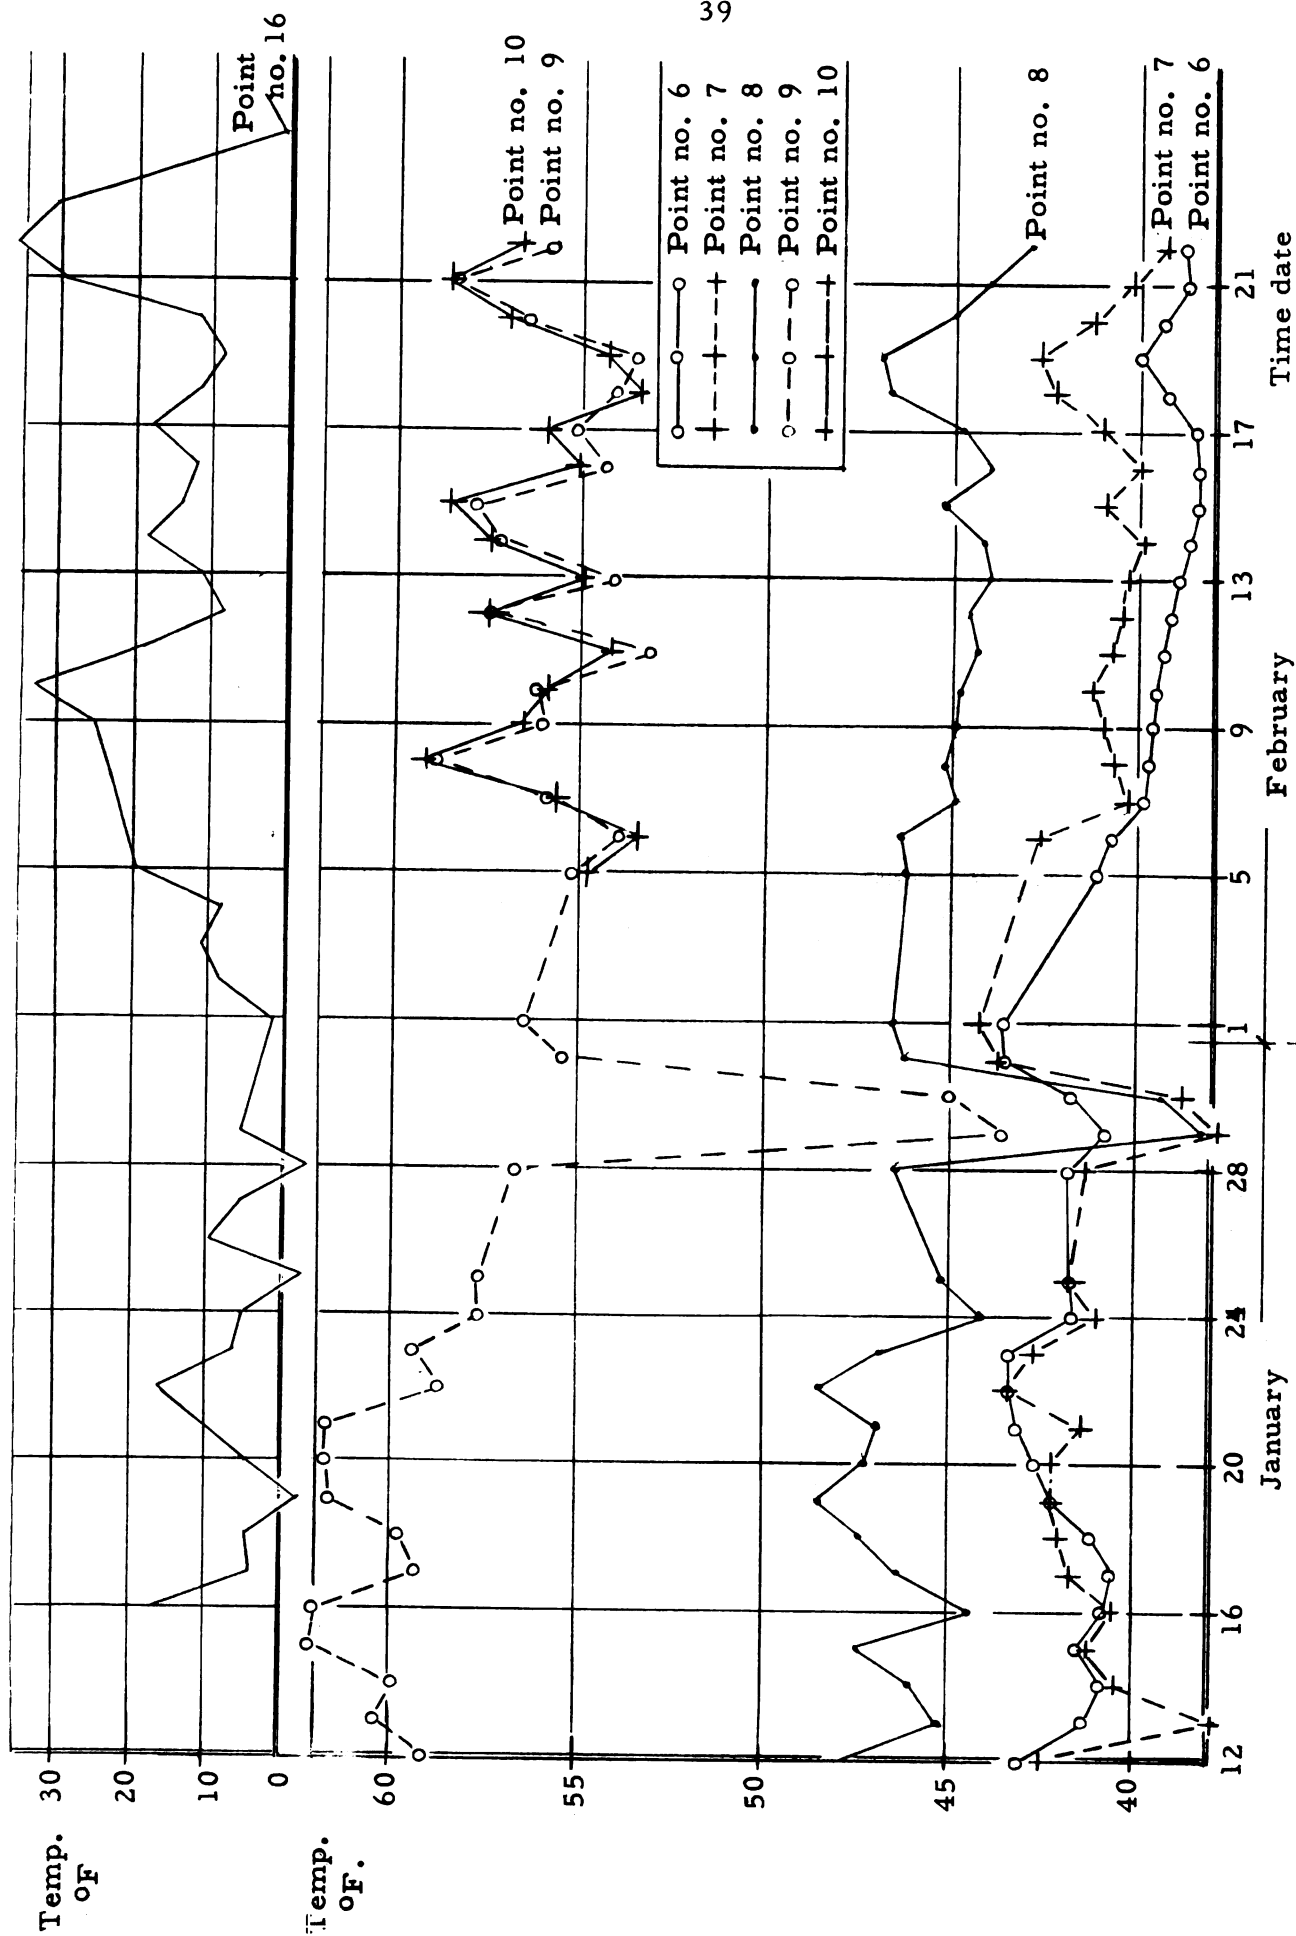 39
Temp.
°F
30
20
10
0
Point
no. 16
Temp.
°F.
60
55
50
45
40
Point no. 10
Point no. 9
Point no. 6
Point no. 7
Point no. 8
Point no. 9
Point no. 10
Point no. 8
Point no. 7
Point no. 6
12
16
20
24
28
1
5
9
13
17
21
January
February
Time date